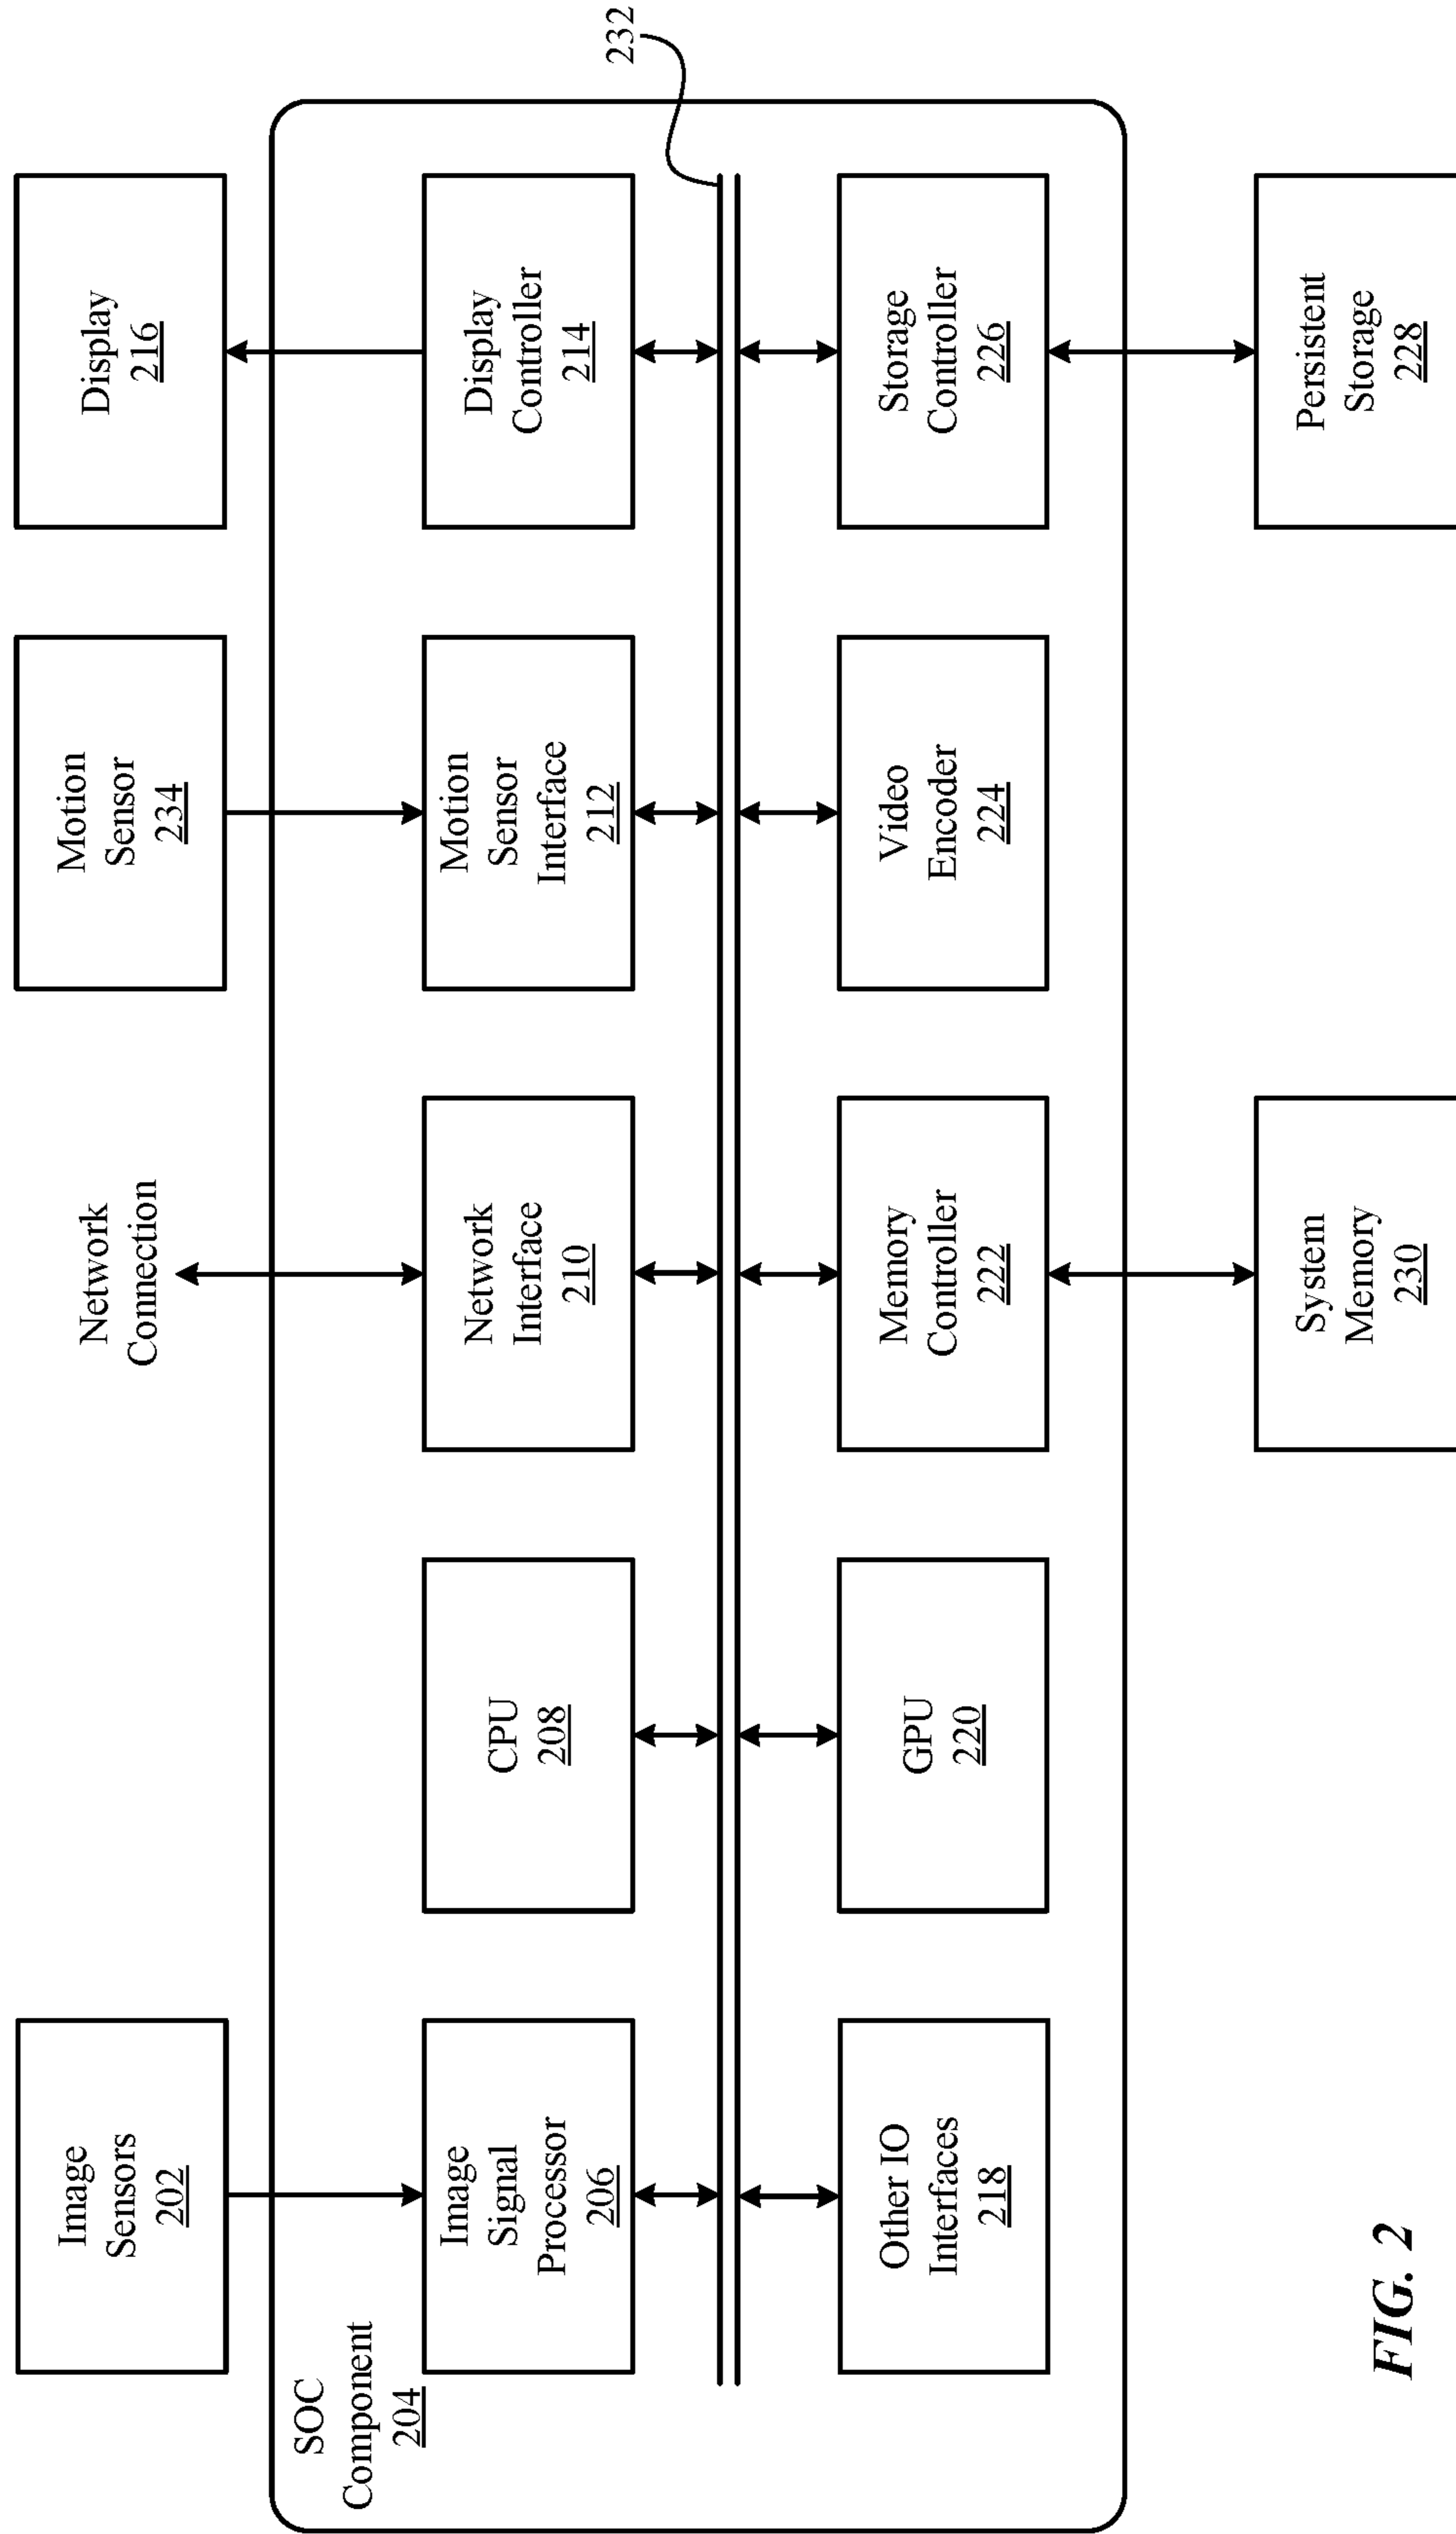 Image
Sensors
202
Network
Connection
Motion
Sensor
234
Display
216
SOC
Component
204
Image
Signal
Processor
206
CPU
208
Network
Interface
210
Motion
Sensor
Interface
212
Display
Controller
214
232
Other IO
Interfaces
218
GPU
220
Memory
Controller
222
Video
Encoder
224
Storage
Controller
226
System
Memory
230
Persistent
Storage
228
FIG. 2